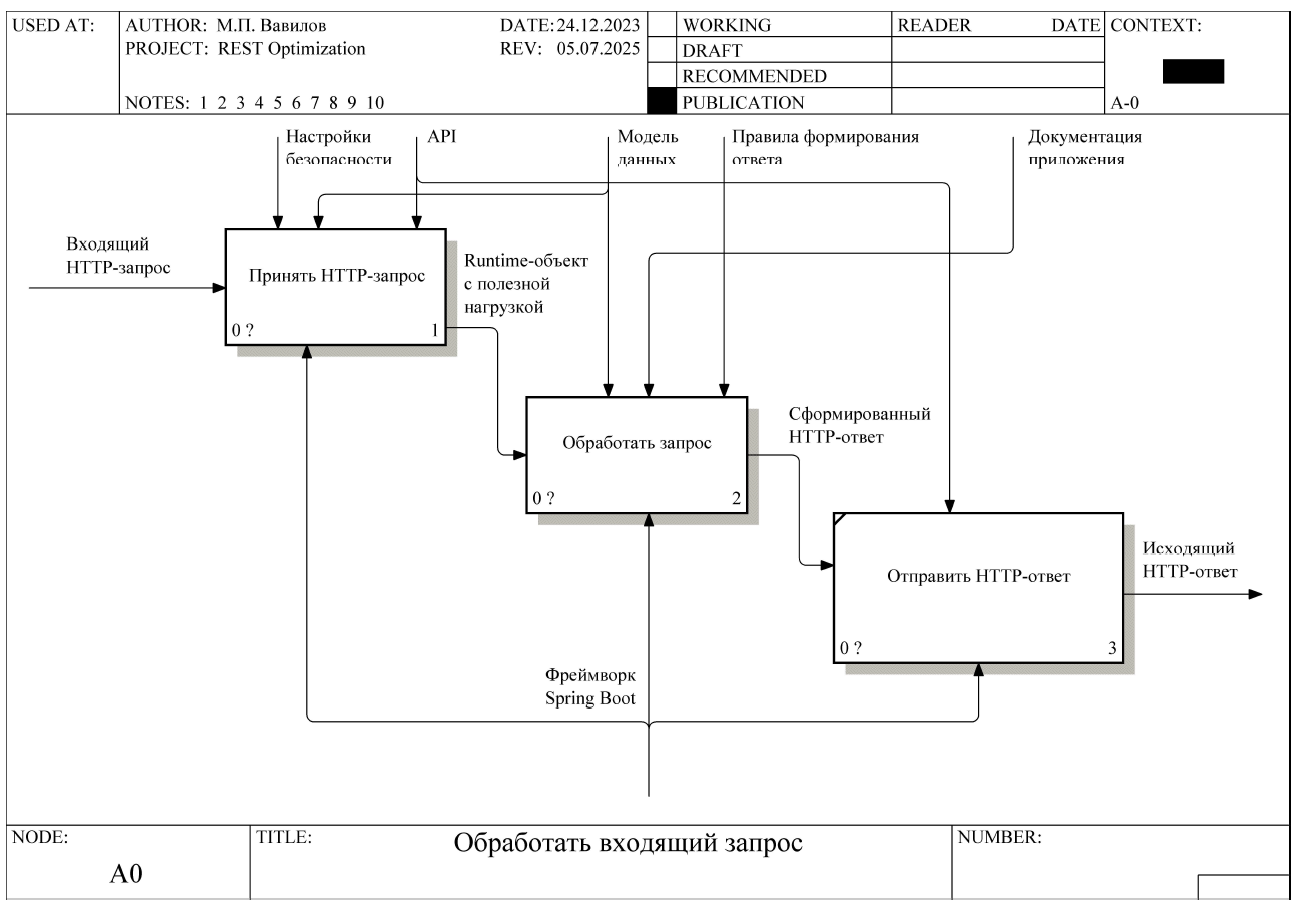 USED AT:
AUTHOR: М.П. Вавилов
DATE: 24.12.2023
PROJECT: REST Optimization
REV: 05.07.2025
NOTES: 1 2 3 4 5 6 7 8 9 10
WORKING
DRAFT
RECOMMENDED
PUBLICATION
READER DATE
CONTEXT:
A-0
Настройки
безопасности
API
Модель
данных
Правила формирования
ответа
Документация
приложения
Входящий
HTTP-запрос
Принять HTTP-запрос
0 ? 1
Runtime-объект
с полезной
нагрузкой
Обработать запрос
0 ? 2
Сформированный
HTTP-ответ
Отправить HTTP-ответ
0 ? 3
Исходящий
HTTP-ответ
Фреймворк
Spring Boot
NODE:
A0
TITLE:
Обработать входящий запрос
NUMBER: